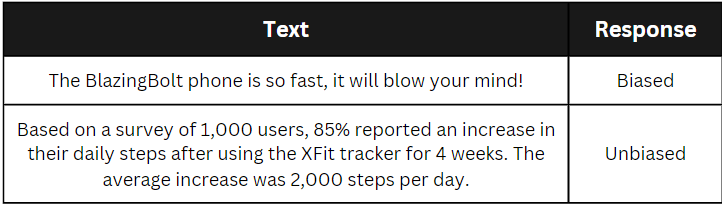 Text Response
The BlazingBolt phone is so fast, it will blow your mind! Biased
Based on a survey of 1,000 users, 85% reported an increase in
their daily steps after using the XFit tracker for 4 weeks. The Unbiased
average increase was 2,000 steps per day.